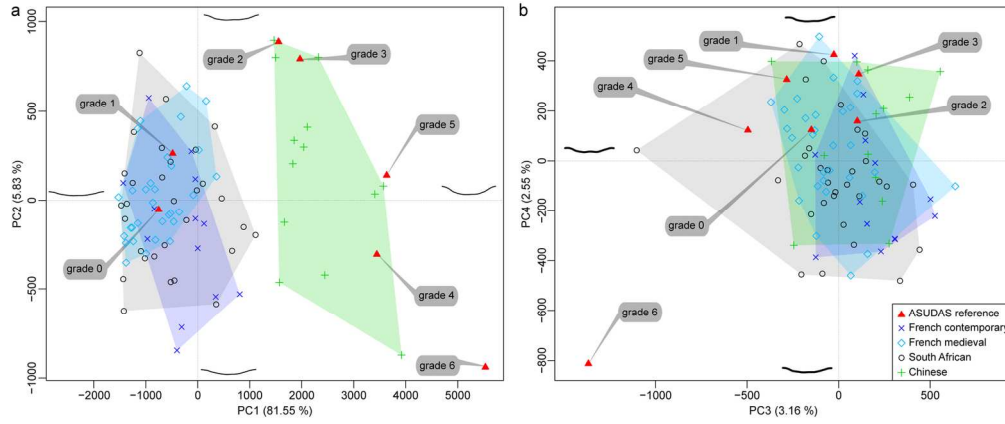 a
1000
500
0
−500
−1000
PC2 (5.83 %)
grade 2
grade 3
grade 1
grade 5
grade 0
grade 4
grade 6
−2000
−1000
0
1000
2000
3000
4000
5000
PC1 (81.55 %)
b
400
200
0
−200
−400
−600
−800
PC4 (2.55 %)
grade 1
grade 3
grade 5
grade 4
grade 2
grade 0
grade 6
ASUDAS reference
French contemporary
French medieval
South African
Chinese
−1000
−500
0
500
PC3 (3.16 %)